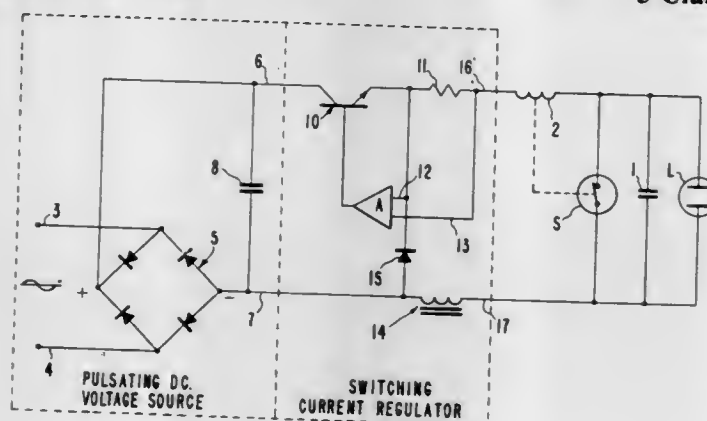 6
11
16
10
2
8
12
A
13
S
1
L
3
5
15
+
−
7
14
17
4
PULSATING DC.
VOLTAGE SOURCE
SWITCHING
CURRENT REGULATOR